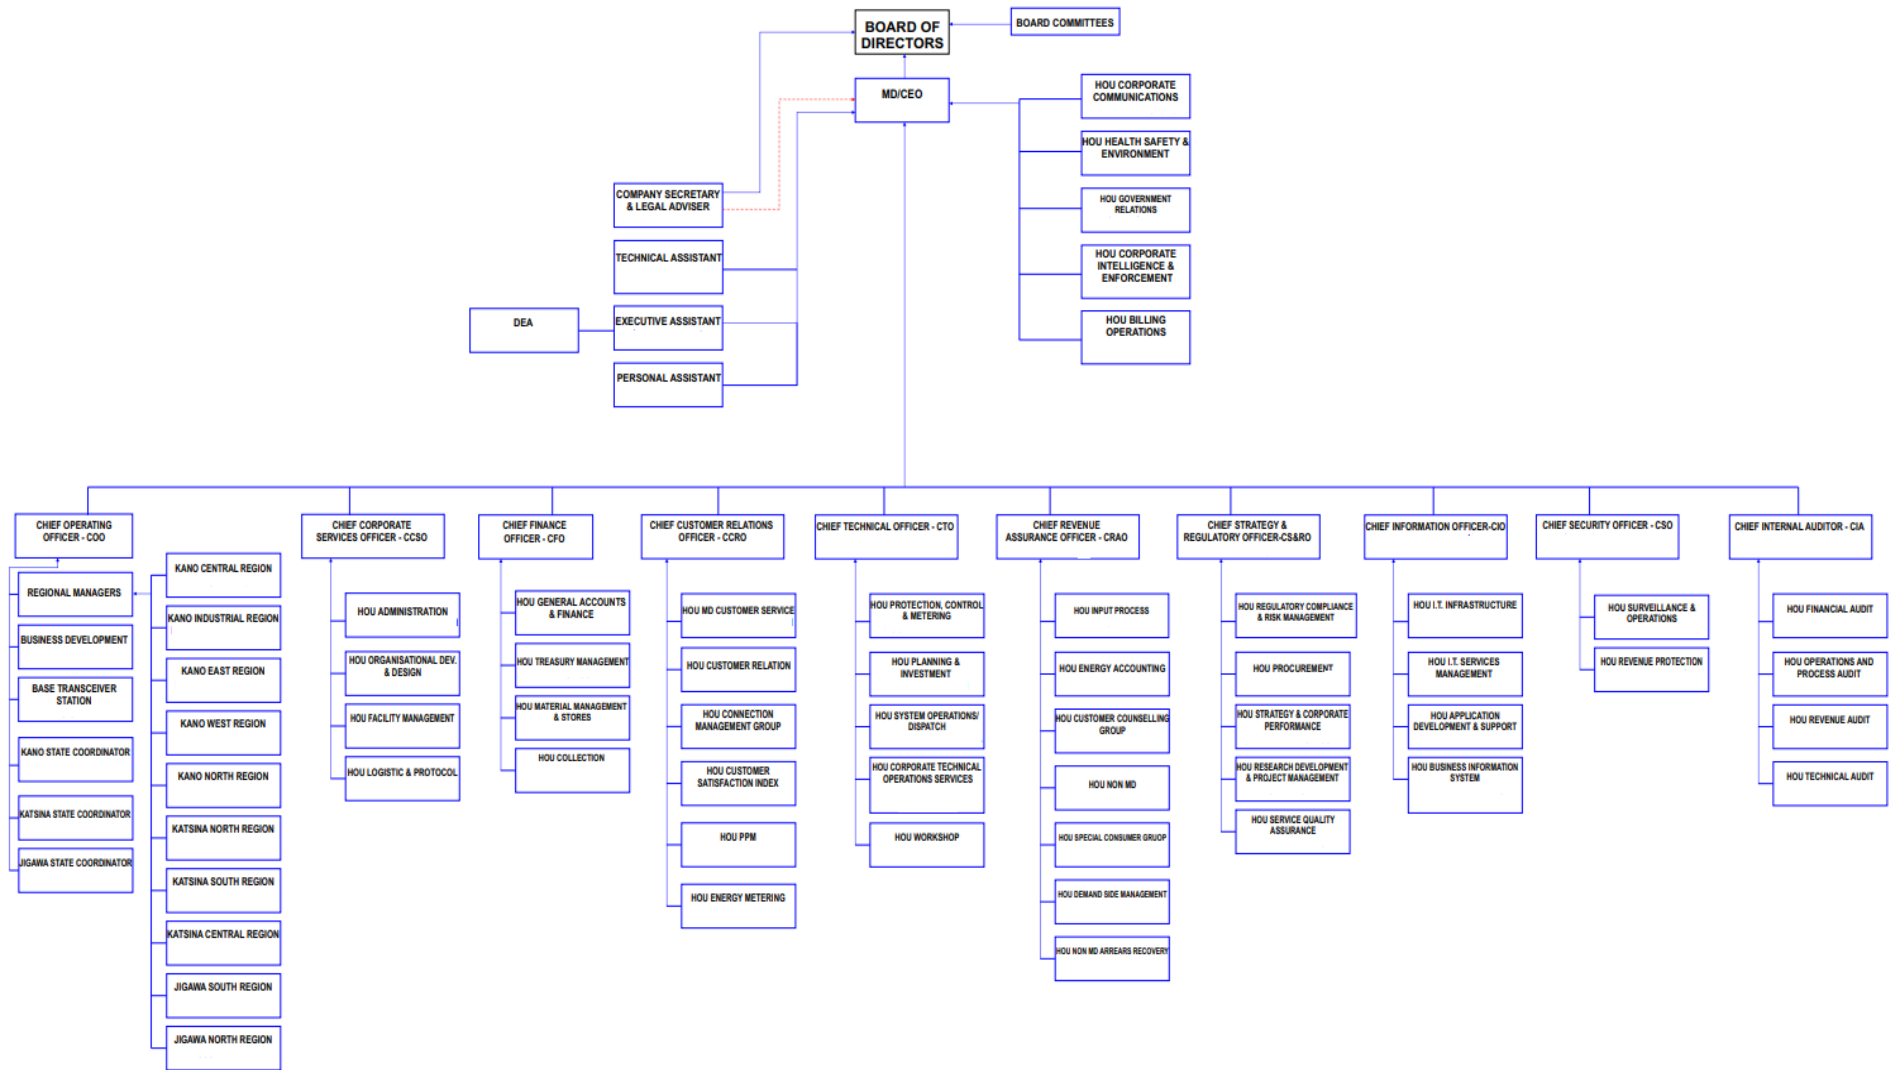 BOARD OF
DIRECTORS
BOARD COMMITTEES
MD/CEO
HOU CORPORATE
COMMUNICATIONS
HOU HEALTH SAFETY &
ENVIRONMENT
HOU GOVERNMENT
RELATIONS
HOU CORPORATE
INTELLIGENCE &
ENFORCEMENT
HOU BILLING
OPERATIONS
COMPANY SECRETARY
& LEGAL ADVISER
TECHNICAL ASSISTANT
DEA
EXECUTIVE ASSISTANT
PERSONAL ASSISTANT
CHIEF OPERATING
OFFICER - COO
REGIONAL MANAGERS
BUSINESS DEVELOPMENT
BASE TRANSCEIVER
STATION
KANO STATE COORDINATOR
KATSINA STATE COORDINATOR
JIGAWA STATE COORDINATOR
KANO CENTRAL REGION
KANO INDUSTRIAL REGION
KANO EAST REGION
KANO WEST REGION
KANO NORTH REGION
KATSINA NORTH REGION
KATSINA SOUTH REGION
KATSINA CENTRAL REGION
JIGAWA SOUTH REGION
JIGAWA NORTH REGION
CHIEF CORPORATE
SERVICES OFFICER - CCSO
HOU ADMINISTRATION
HOU ORGANISATIONAL DEV.
& DESIGN
HOU FACILITY MANAGEMENT
HOU LOGISTIC & PROTOCOL
CHIEF FINANCE
OFFICER - CFO
HOU GENERAL ACCOUNTS
& FINANCE
HOU TREASURY MANAGEMENT
HOU MATERIAL MANAGEMENT
& STORES
HOU COLLECTION
CHIEF CUSTOMER RELATIONS
OFFICER - CCRO
HOU MD CUSTOMER SERVICE
HOU CUSTOMER RELATION
HOU CONNECTION
MANAGEMENT GROUP
HOU CUSTOMER
SATISFACTION INDEX
HOU PPM
HOU ENERGY METERING
CHIEF TECHNICAL OFFICER - CTO
HOU PROTECTION, CONTROL
& METERING
HOU PLANNING &
INVESTMENT
HOU SYSTEM OPERATIONS/
DISPATCH
HOU CORPORATE TECHNICAL
OPERATIONS SERVICES
HOU WORKSHOP
CHIEF REVENUE
ASSURANCE OFFICER - CRAO
HOU INPUT PROCESS
HOU ENERGY ACCOUNTING
HOU CUSTOMER COUNSELLING
GROUP
HOU NON MD
HOU SPECIAL CONSUMER GRUOP
HOU DEMAND SIDE MANAGEMENT
HOU NON MD ARREARS RECOVERY
CHIEF STRATEGY &
REGULATORY OFFICER-CS&RO
HOU REGULATORY COMPLIANCE
& RISK MANAGEMENT
HOU PROCUREMENT
HOU STRATEGY & CORPORATE
PERFORMANCE
HOU RESEARCH DEVELOPMENT
& PROJECT MANAGEMENT
HOU SERVICE QUALITY
ASSURANCE
CHIEF INFORMATION OFFICER-CIO
HOU I.T. INFRASTRUCTURE
HOU I.T. SERVICES
MANAGEMENT
HOU APPLICATION
DEVELOPMENT & SUPPORT
HOU BUSINESS INFORMATION
SYSTEM
CHIEF SECURITY OFFICER - CSO
HOU SURVEILLANCE &
OPERATIONS
HOU REVENUE PROTECTION
CHIEF INTERNAL AUDITOR - CIA
HOU FINANCIAL AUDIT
HOU OPERATIONS AND
PROCESS AUDIT
HOU REVENUE AUDIT
HOU TECHNICAL AUDIT